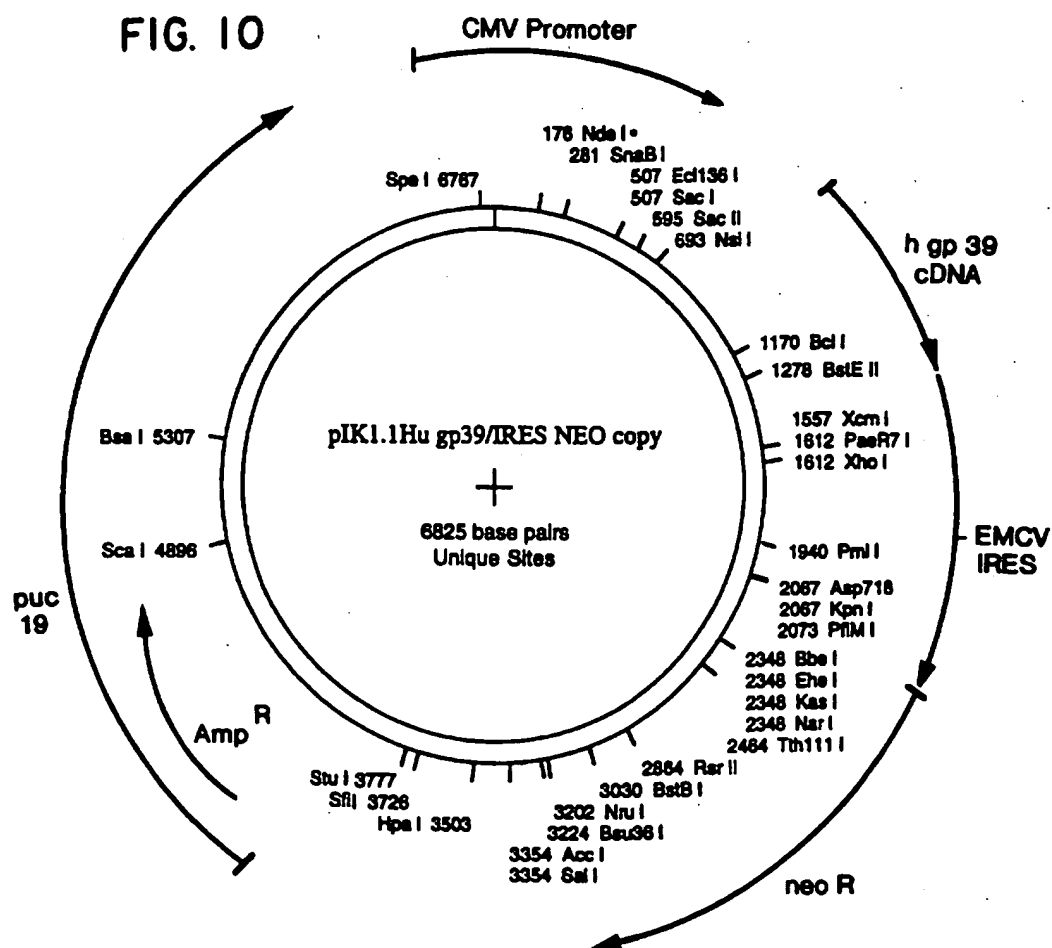 FIG. 10
CMV Promoter
176 Nde I *
281 SnaB I
507 Ecl136 I
507 Sac I
595 Sac II
693 Nsi I
Spe I 6767
h gp 39
cDNA
1170 Bcl I
1278 BstE II
1557 Xcm I
1612 PaeR7 I
1612 Xho I
Bsa I 5307
pIK1.1Hu gp39/IRES NEO copy
6825 base pairs
Unique Sites
Sca I 4896
1940 Pml I
EMCV
IRES
2067 Asp718
2067 Kpn I
2073 PflM I
puc
19
2348 Bbe I
2348 Ehe I
2348 Kas I
2348 Nar I
2464 Tth111 I
Amp R
2884 Rsr II
3030 BstB I
3202 Nru I
3224 Bsu36 I
3354 Acc I
3354 Sal I
Stu I 3777
Sfi I 3726
Hpa I 3503
neo R